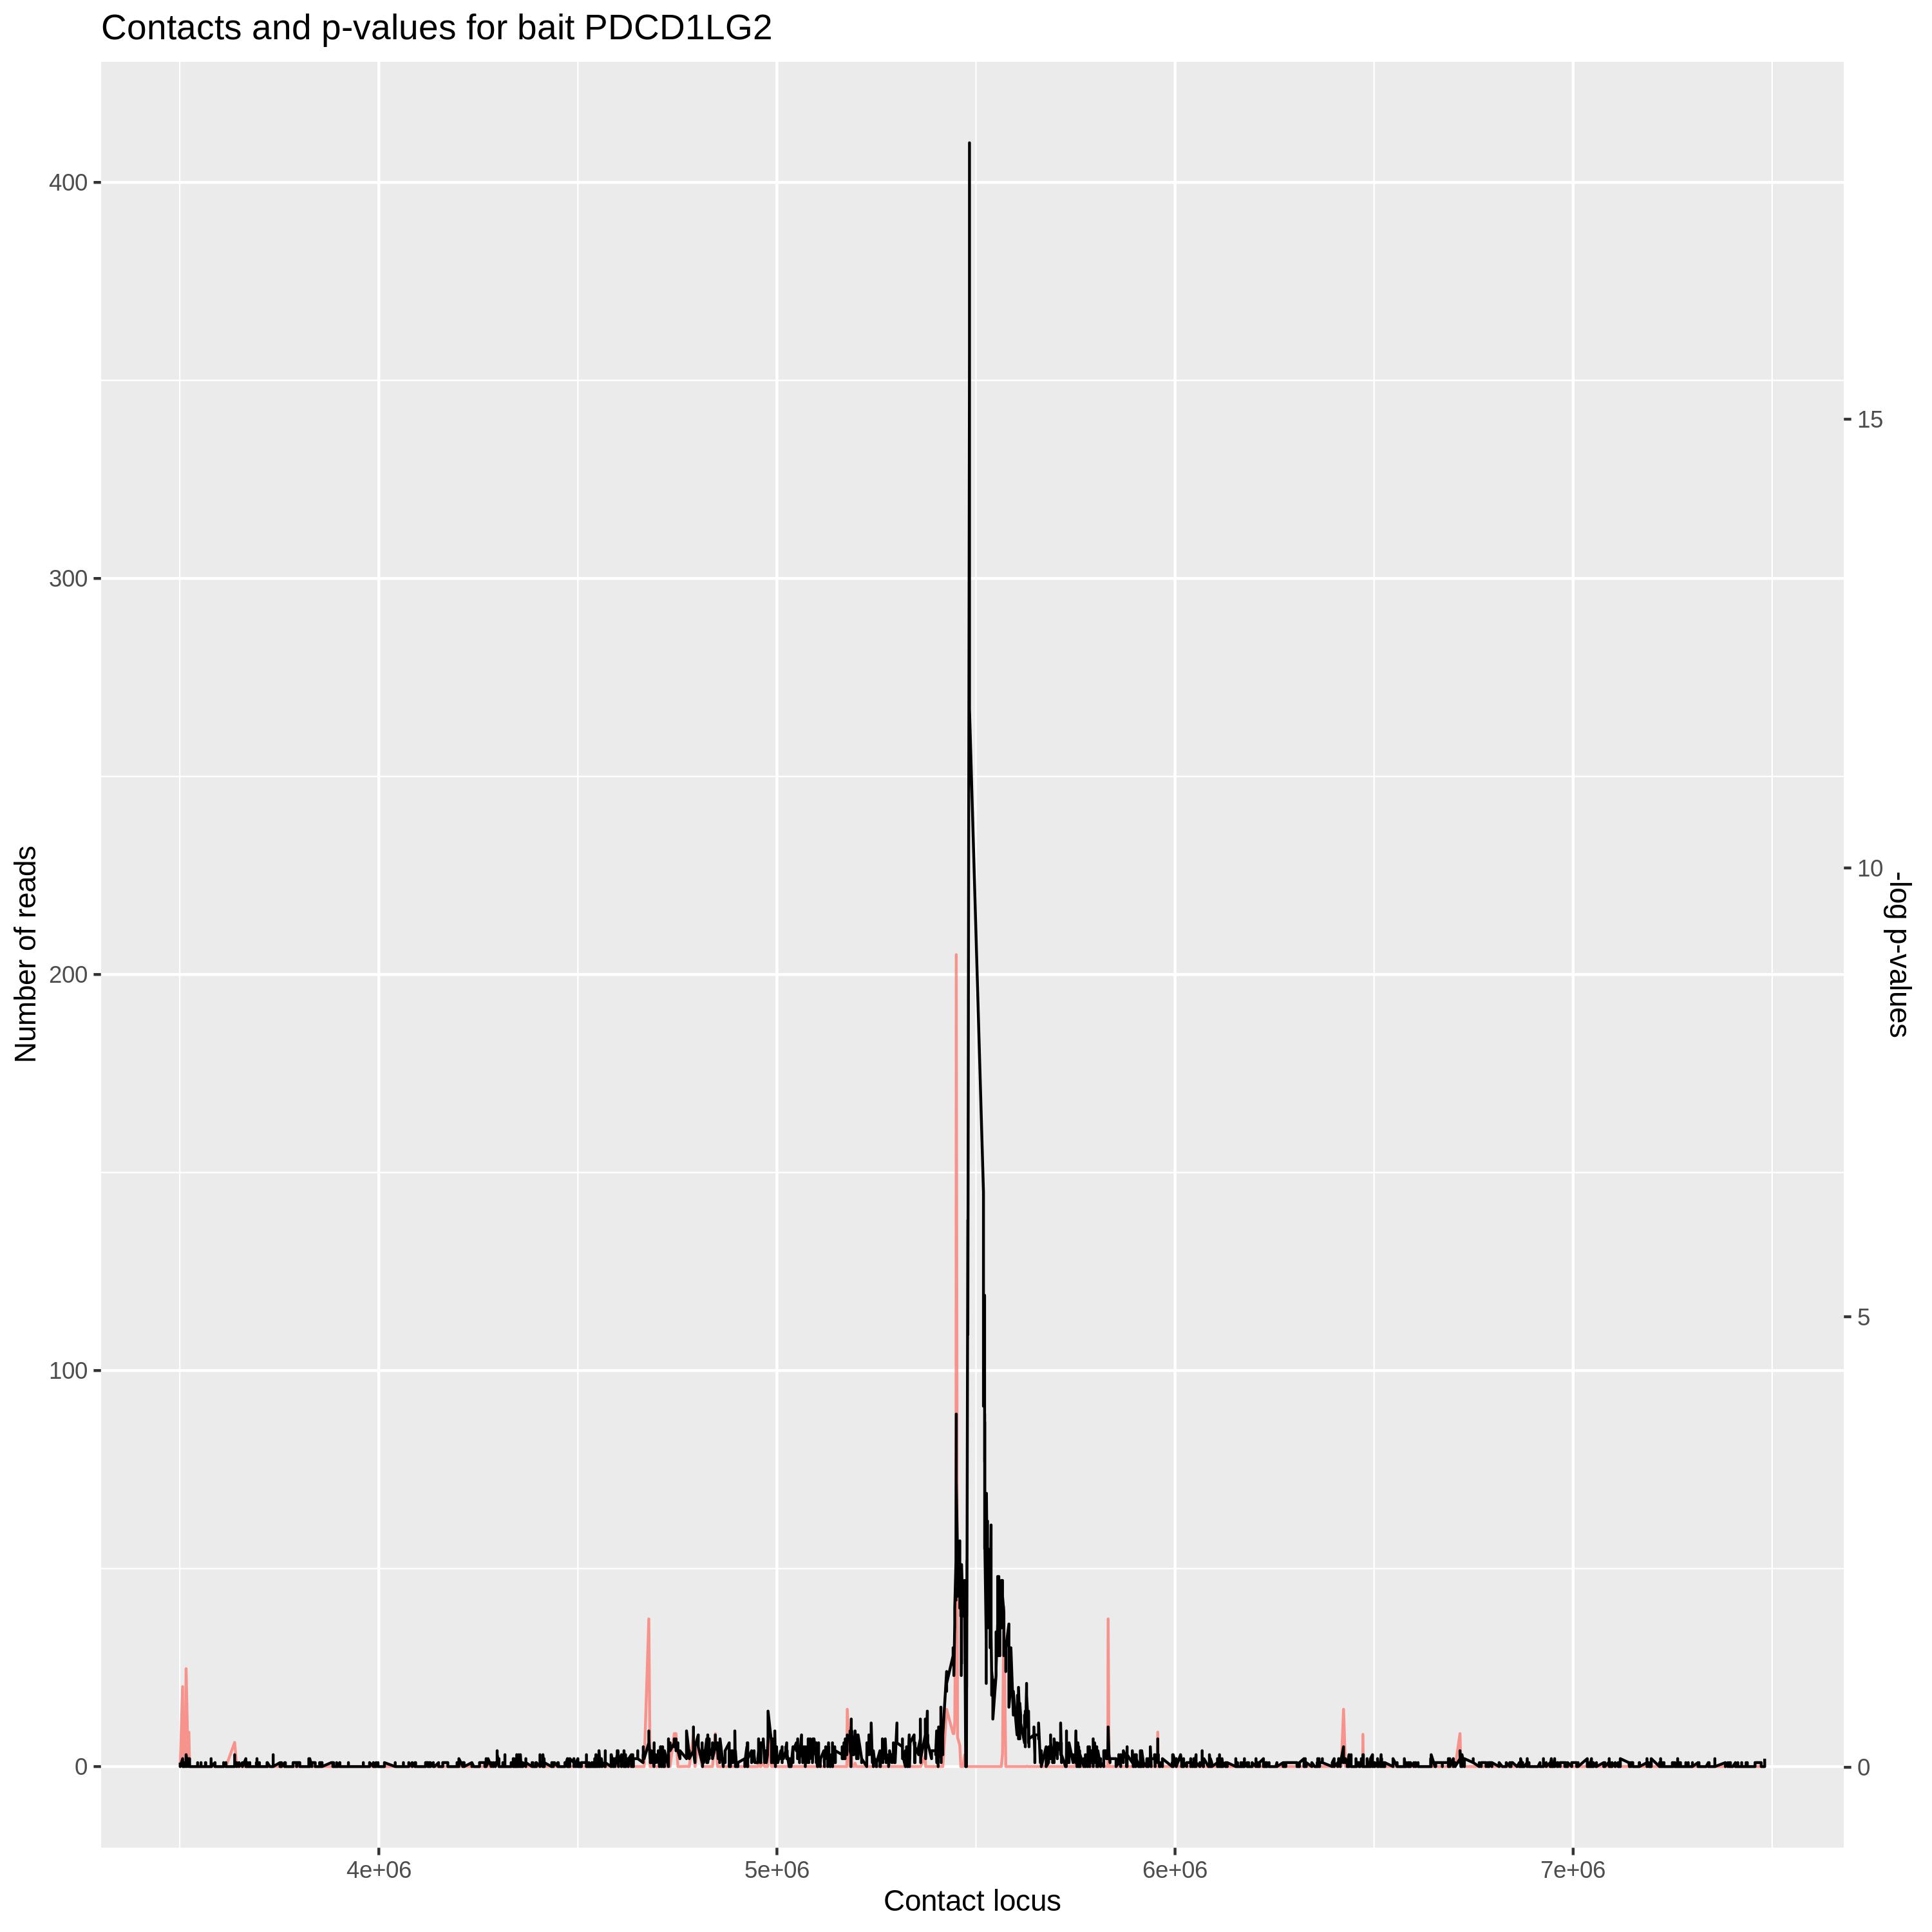 Contacts and p-values for bait PDCD1LG2
400
300
200
100
0
Number of reads
15
10
5
0
-log p-values
4e+06
5e+06
6e+06
7e+06
Contact locus